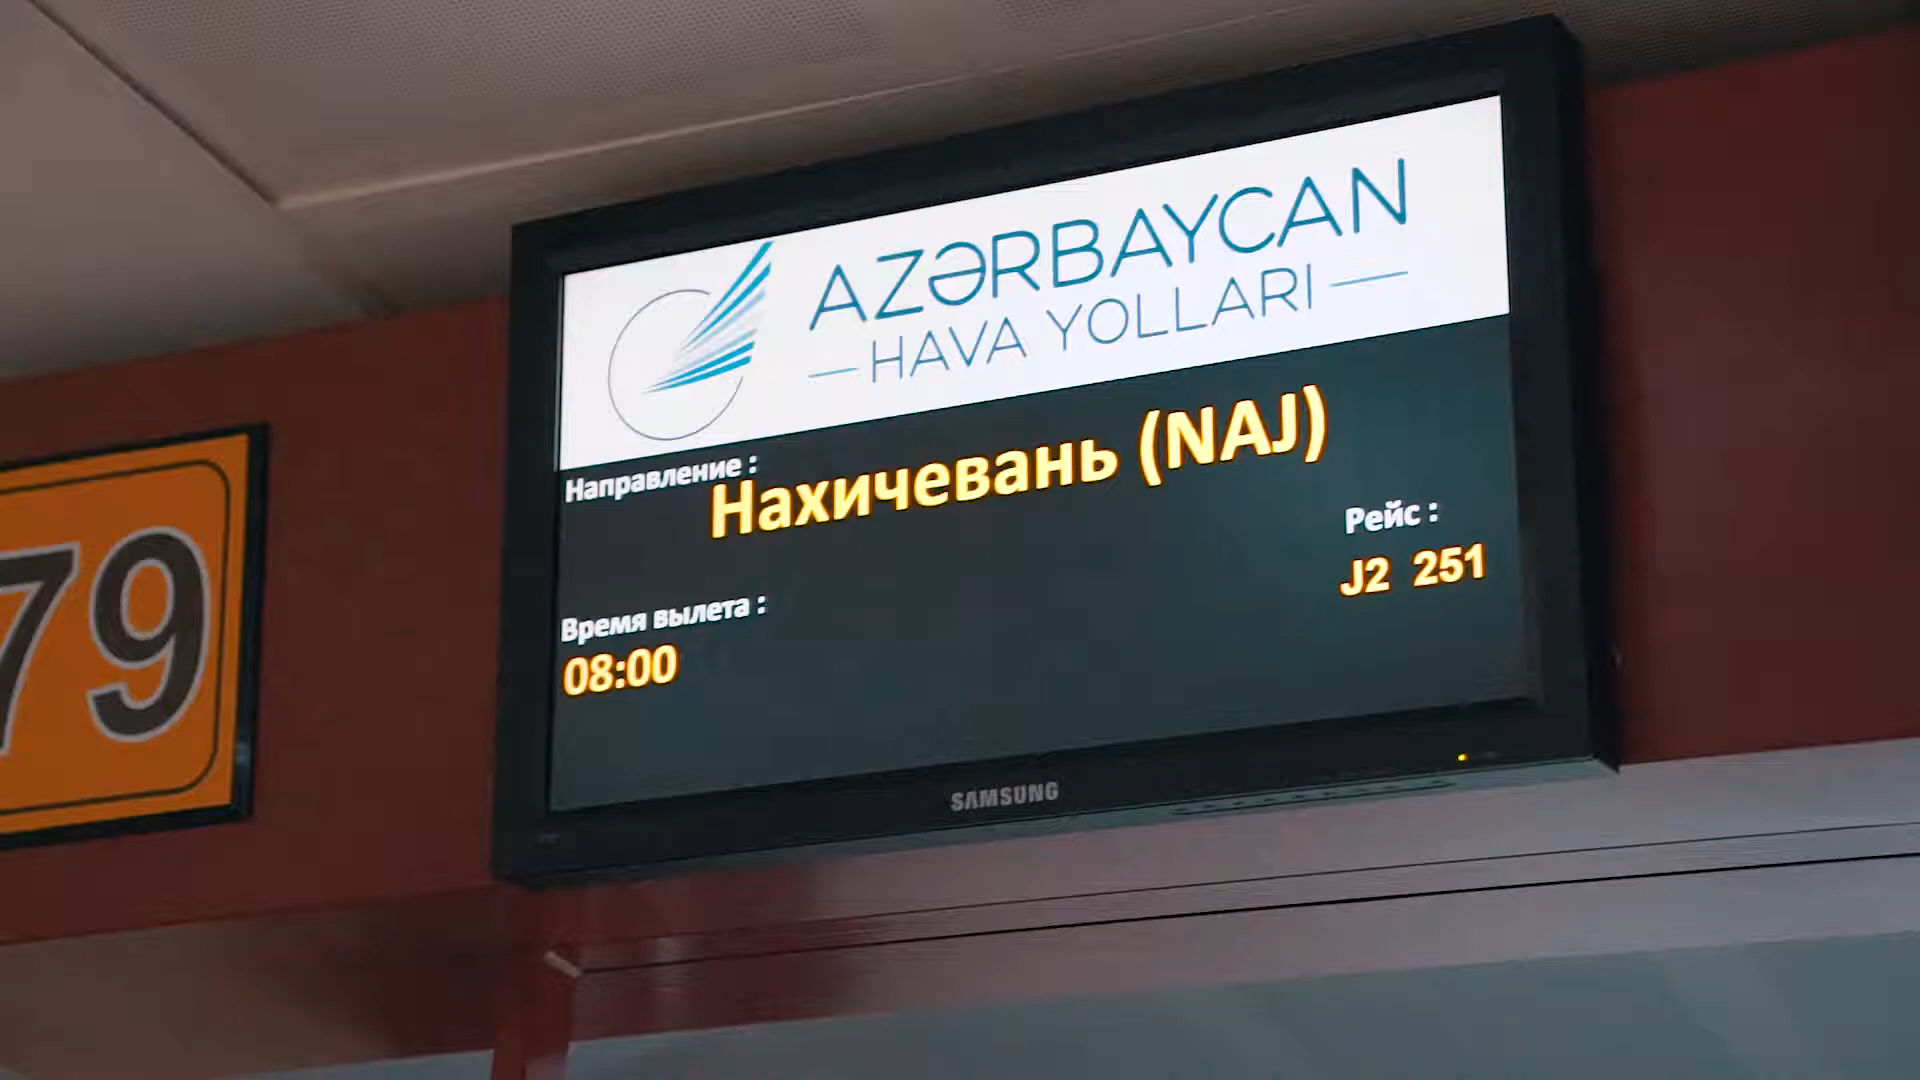 AZƏRBAYCAN
HAVA YOLLARI
Направление :
Нахичевань (NAJ)
Рейс :
J2 251
Время вылета :
08:00
79
SAMSUNG